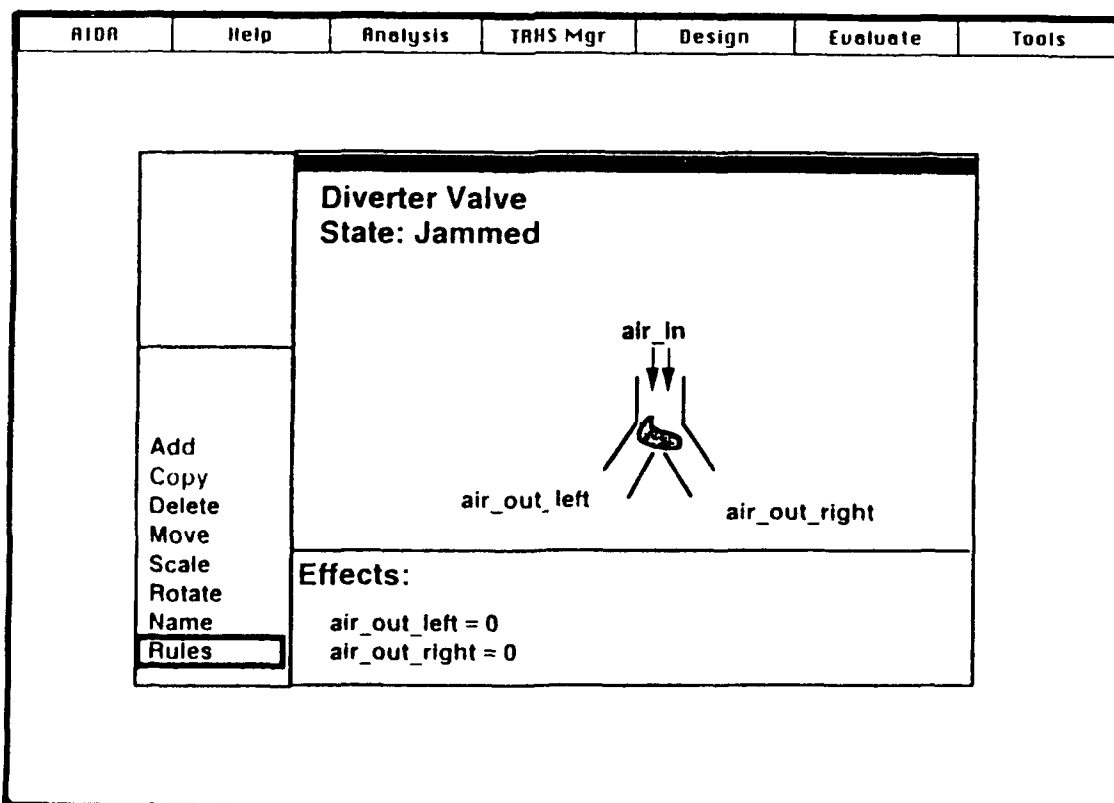 AIDA Help Analysis TRHS Mgr Design Evaluate Tools
Diverter Valve
State: Jammed
air_in
air_out_left
air_out_right
Add
Copy
Delete
Move
Scale
Rotate
Name
Rules
Effects:
air_out_left = 0
air_out_right = 0